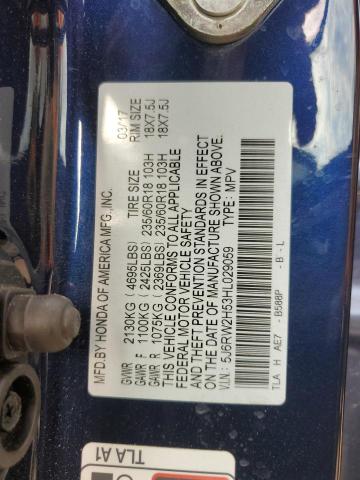 MFD.BY HONDA OF AMERICA MFG., INC. 03/17
TIRE SIZE RIM SIZE
GVWR 2130KG ( 4695LBS)
GAWR F 1100KG ( 2425LBS) 235/60R18 103H 18X7.5J
GAWR R 1075KG ( 2369LBS) 235/60R18 103H 18X7.5J
THIS VEHICLE CONFORMS TO ALL APPLICABLE
FEDERAL MOTOR VEHICLE SAFETY
AND THEFT PREVENTION STANDARDS IN EFFECT
ON THE DATE OF MANUFACTURE SHOWN ABOVE.
V.I.N: 5J6RW2H53HL029059 TYPE: MPV
TLA H AE7 -B588P -B -L
TLA A1